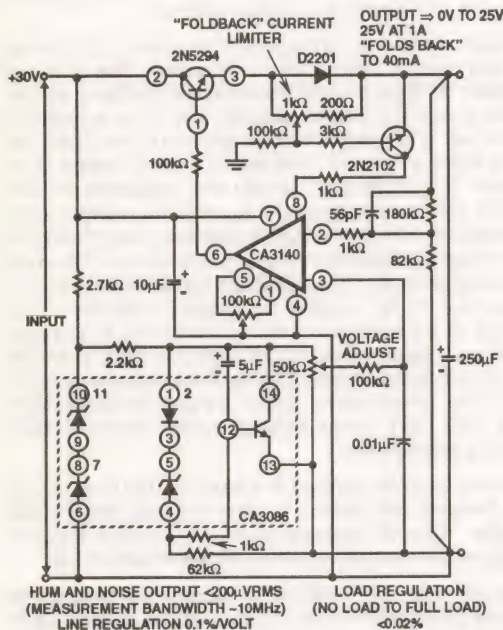 "FOLDBACK" CURRENT
LIMITER
OUTPUT ⇒ 0V TO 25V
25V AT 1A
"FOLDS BACK"
TO 40mA
2N5294
D2201
+30V
2
3
1kΩ
200Ω
1
100kΩ
3kΩ
2N2102
100kΩ
1kΩ
8
56pF
180kΩ
7
6
CA3140
2
1kΩ
82kΩ
5
1
3
4
2.7kΩ
10µF
+
-
100kΩ
INPUT
VOLTAGE
ADJUST
2.2kΩ
5µF
+
-
50kΩ
100kΩ
250µF
+
-
10
11
1
2
14
9
3
12
8
7
5
13
0.01µF
6
4
CA3086
1kΩ
62kΩ
HUM AND NOISE OUTPUT <200µVRMS
(MEASUREMENT BANDWIDTH ~10MHz)
LINE REGULATION 0.1%/VOLT
LOAD REGULATION
(NO LOAD TO FULL LOAD)
<0.02%